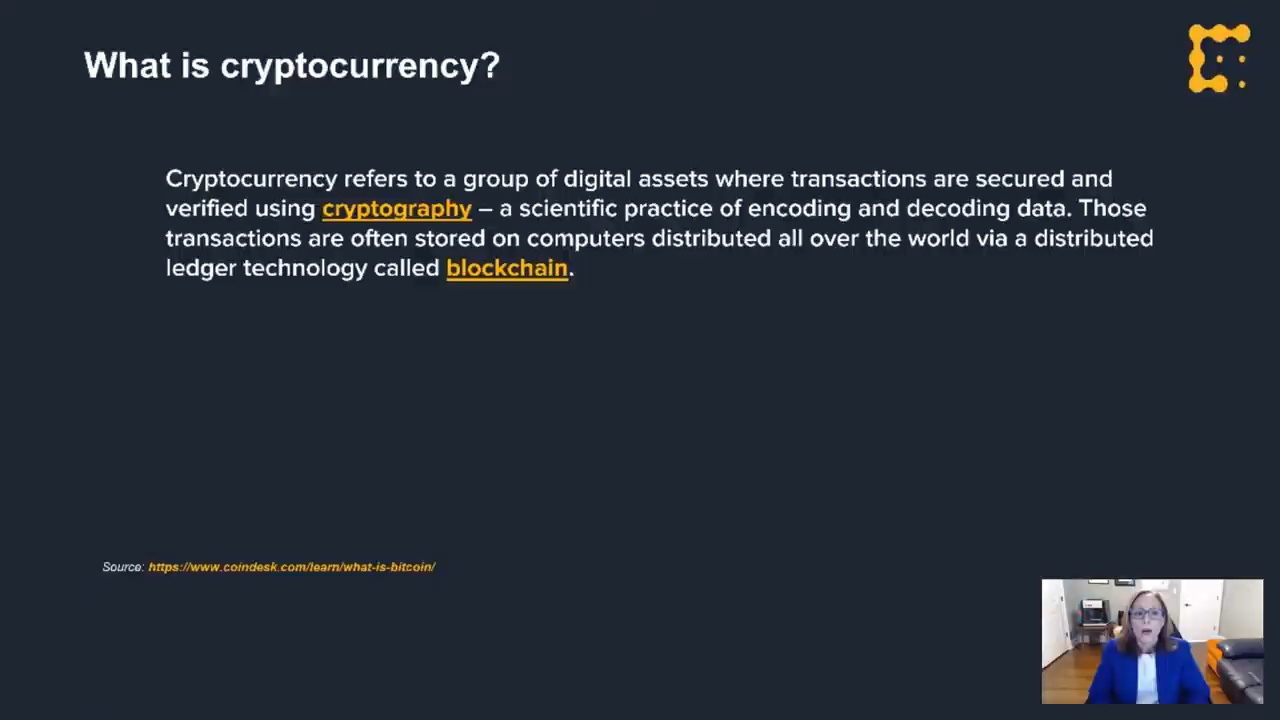 What is cryptocurrency?
Cryptocurrency refers to a group of digital assets where transactions are secured and
verified using cryptography – a scientific practice of encoding and decoding data. Those
transactions are often stored on computers distributed all over the world via a distributed
ledger technology called blockchain.
Source: https://www.coindesk.com/learn/what-is-bitcoin/